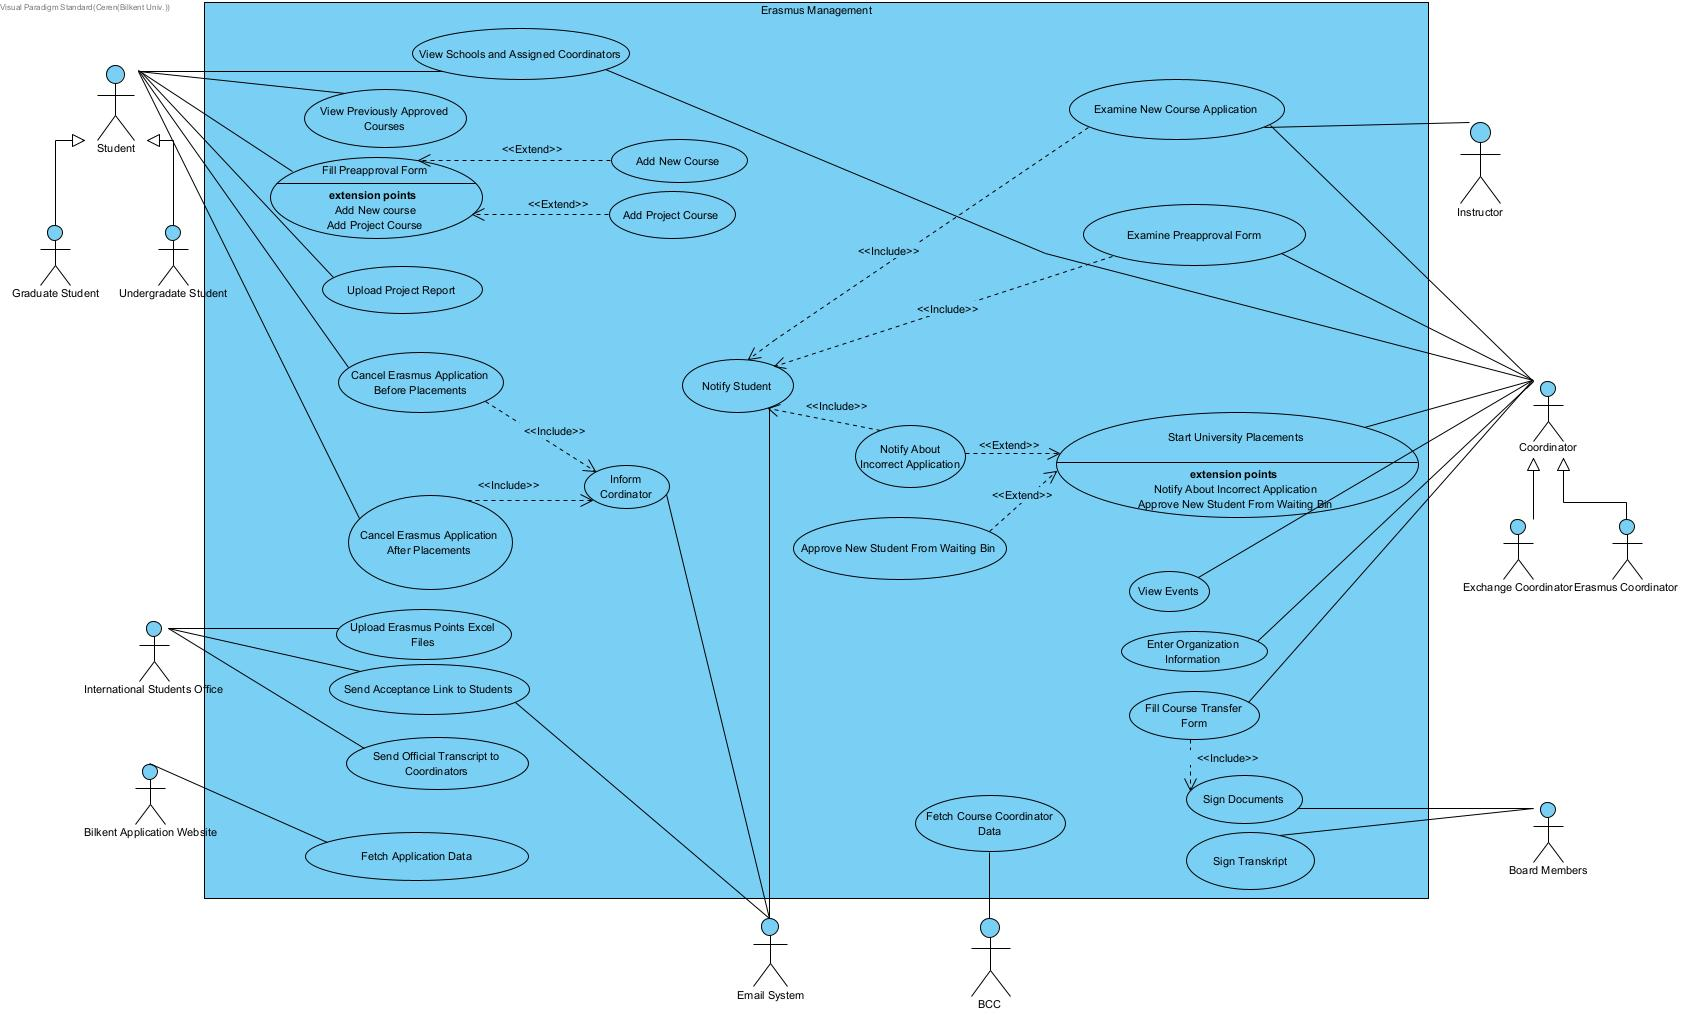 Visual Paradigm Standard(Ceren(Bilkent Univ.))
Erasmus Management
View Schools and Assigned Coordinators
View Previously Approved
Courses
Examine New Course Application
Student
Instructor
Fill Preapproval Form
extension points
Add New course
Add Project Course
<<Extend>>
Add New Course
<<Extend>>
Add Project Course
Examine Preapproval Form
<<Include>>
<<Include>>
Graduate Student
Undergradate Student
Upload Project Report
Cancel Erasmus Application
Before Placements
Notify Student
<<Include>>
<<Include>>
Notify About
Incorrect Application
<<Extend>>
Start University Placements
extension points
Notify About Incorrect Application
Approve New Student From Waiting Bin
Coordinator
Inform
Cordinator
<<Include>>
<<Extend>>
Cancel Erasmus Application
After Placements
Approve New Student From Waiting Bin
View Events
Exchange Coordinator
Erasmus Coordinator
Upload Erasmus Points Excel
Files
International Students Office
Send Acceptance Link to Students
Enter Organization
Information
Fill Course Transfer
Form
<<Include>>
Send Official Transcript to
Coordinators
Bilkent Application Website
Fetch Application Data
Fetch Course Coordinator
Data
Sign Documents
Sign Transkript
Board Members
Email System
BCC